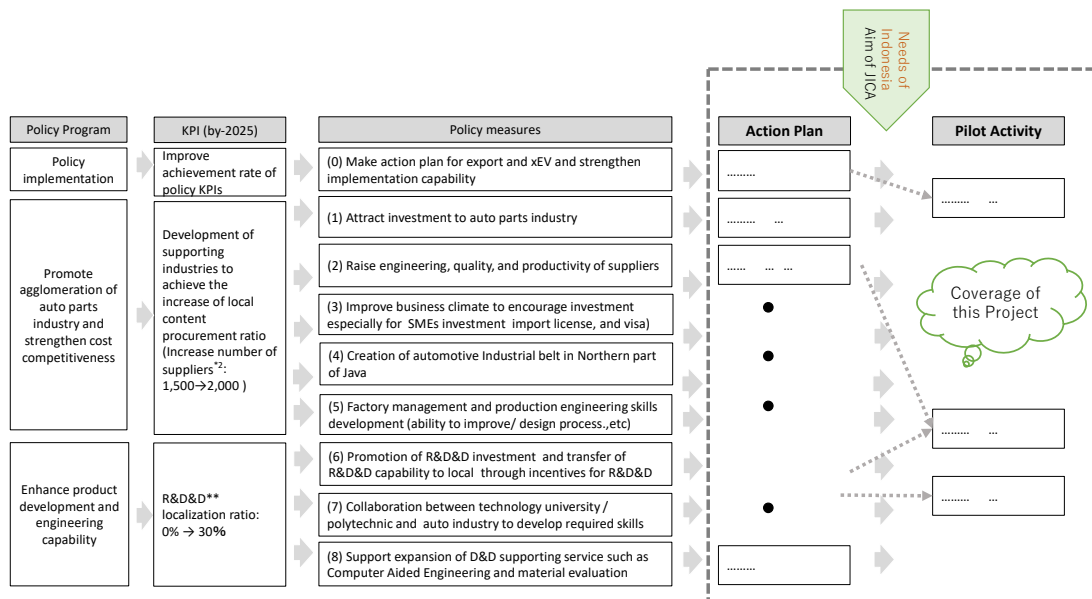 Needs of
Indonesia
Aim of JICA
Policy Program
KPI (by-2025)
Policy measures
Action Plan
Pilot Activity
Policy
implementation
Improve
achievement rate of
policy KPIs
(0) Make action plan for export and xEV and strengthen
implementation capability
………
Promote
agglomeration of
auto parts
industry and
strengthen cost
competitiveness
Development of
supporting
industries to
achieve the
increase of local
content
procurement ratio
(Increase number of
suppliers*2:
1,500→2,000 )
(1) Attract investment to auto parts industry
(2) Raise engineering, quality, and productivity of suppliers
(3) Improve business climate to encourage investment
especially for SMEs investment import license, and visa)
(4) Creation of automotive Industrial belt in Northern part
of Java
(5) Factory management and production engineering skills
development (ability to improve/ design process.,etc)
……… …
…… … …
……… …
Coverage of
this Project
……… …
Enhance product
development and
engineering
capability
R&D&D**
localization ratio:
0% → 30%
(6) Promotion of R&D&D investment and transfer of
R&D&D capability to local through incentives for R&D&D
(7) Collaboration between technology university /
polytechnic and auto industry to develop required skills
(8) Support expansion of D&D supporting service such as
Computer Aided Engineering and material evaluation
………
……… …